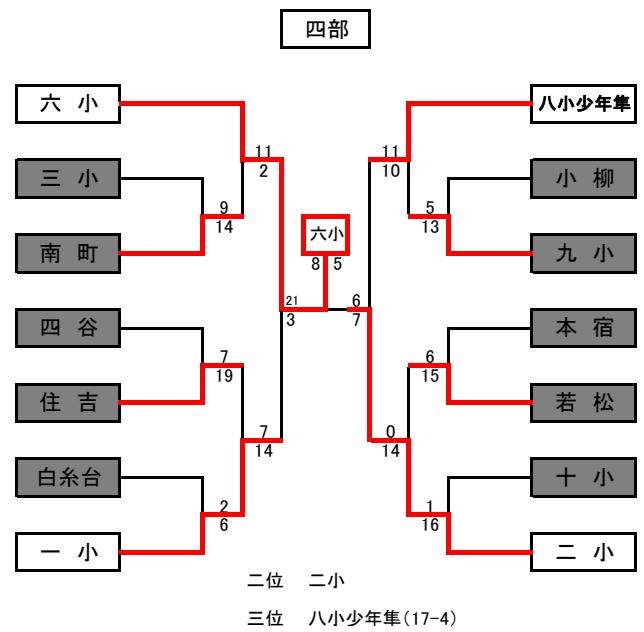 四部
六 小
八小少年隼
11
2
11
10
三 小
小 柳
9
14
5
13
南 町
九 小
六小
8 5
21
3
6
7
四 谷
本 宿
7
19
6
15
住 吉
若 松
7
14
0
14
白糸台
十 小
2
6
1
16
一 小
二 小
二位 二小
三位 八小少年隼(17-4)